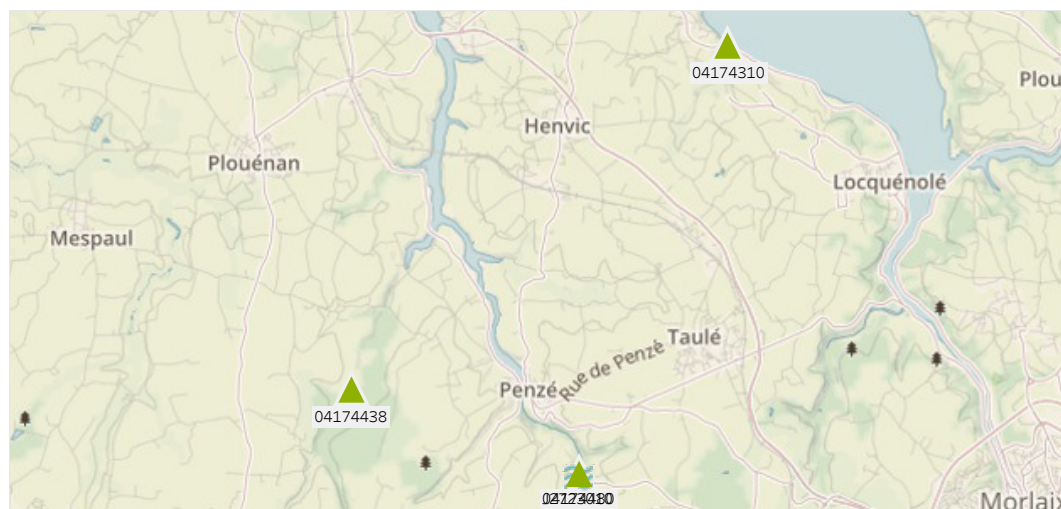 04174310
Plou
Henvic
Plouénan
Locquénolé
Mespaul
Rue de Penzé
Taulé
Penzé
04174438
Morlaix